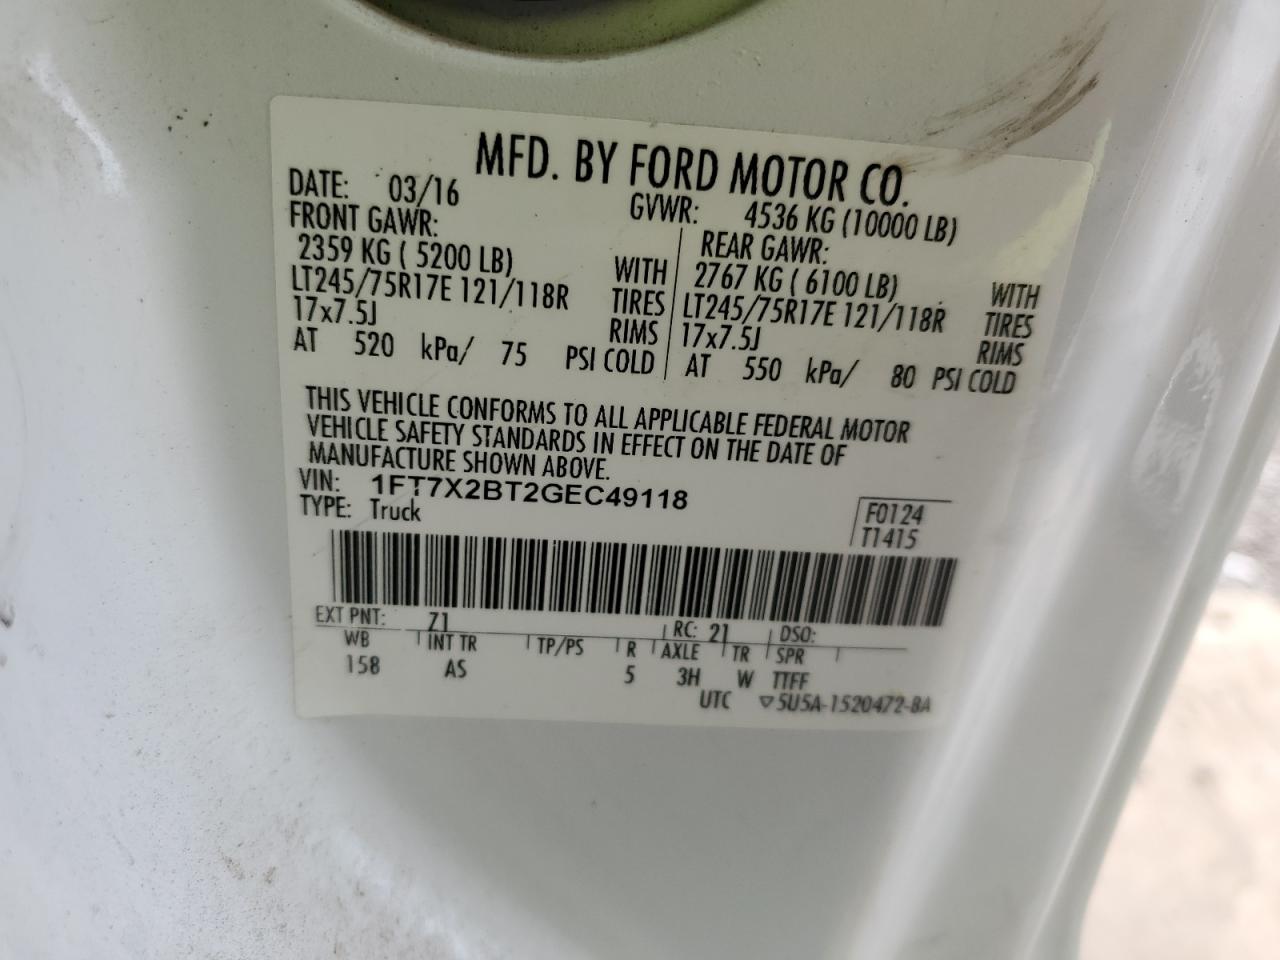 MFD. BY FORD MOTOR CO.
DATE: 03/16 GVWR: 4536 KG (10000 LB)
FRONT GAWR: REAR GAWR:
2359 KG ( 5200 LB) WITH 2767 KG ( 6100 LB) WITH
LT245/75R17E 121/118R TIRES LT245/75R17E 121/118R TIRES
17x7.5J RIMS 17x7.5J RIMS
AT 520 kPa/ 75 PSI COLD AT 550 kPa/ 80 PSI COLD
THIS VEHICLE CONFORMS TO ALL APPLICABLE FEDERAL MOTOR
VEHICLE SAFETY STANDARDS IN EFFECT ON THE DATE OF
MANUFACTURE SHOWN ABOVE.
VIN: 1FT7X2BT2GEC49118
TYPE: Truck F0124
T1415
EXT PNT: Z1 RC: 21 DSO:
WB INT TR TP/PS R AXLE TR SPR
158 AS 5 3H W TTFF
UTC ▽5U5A-1520472-BA